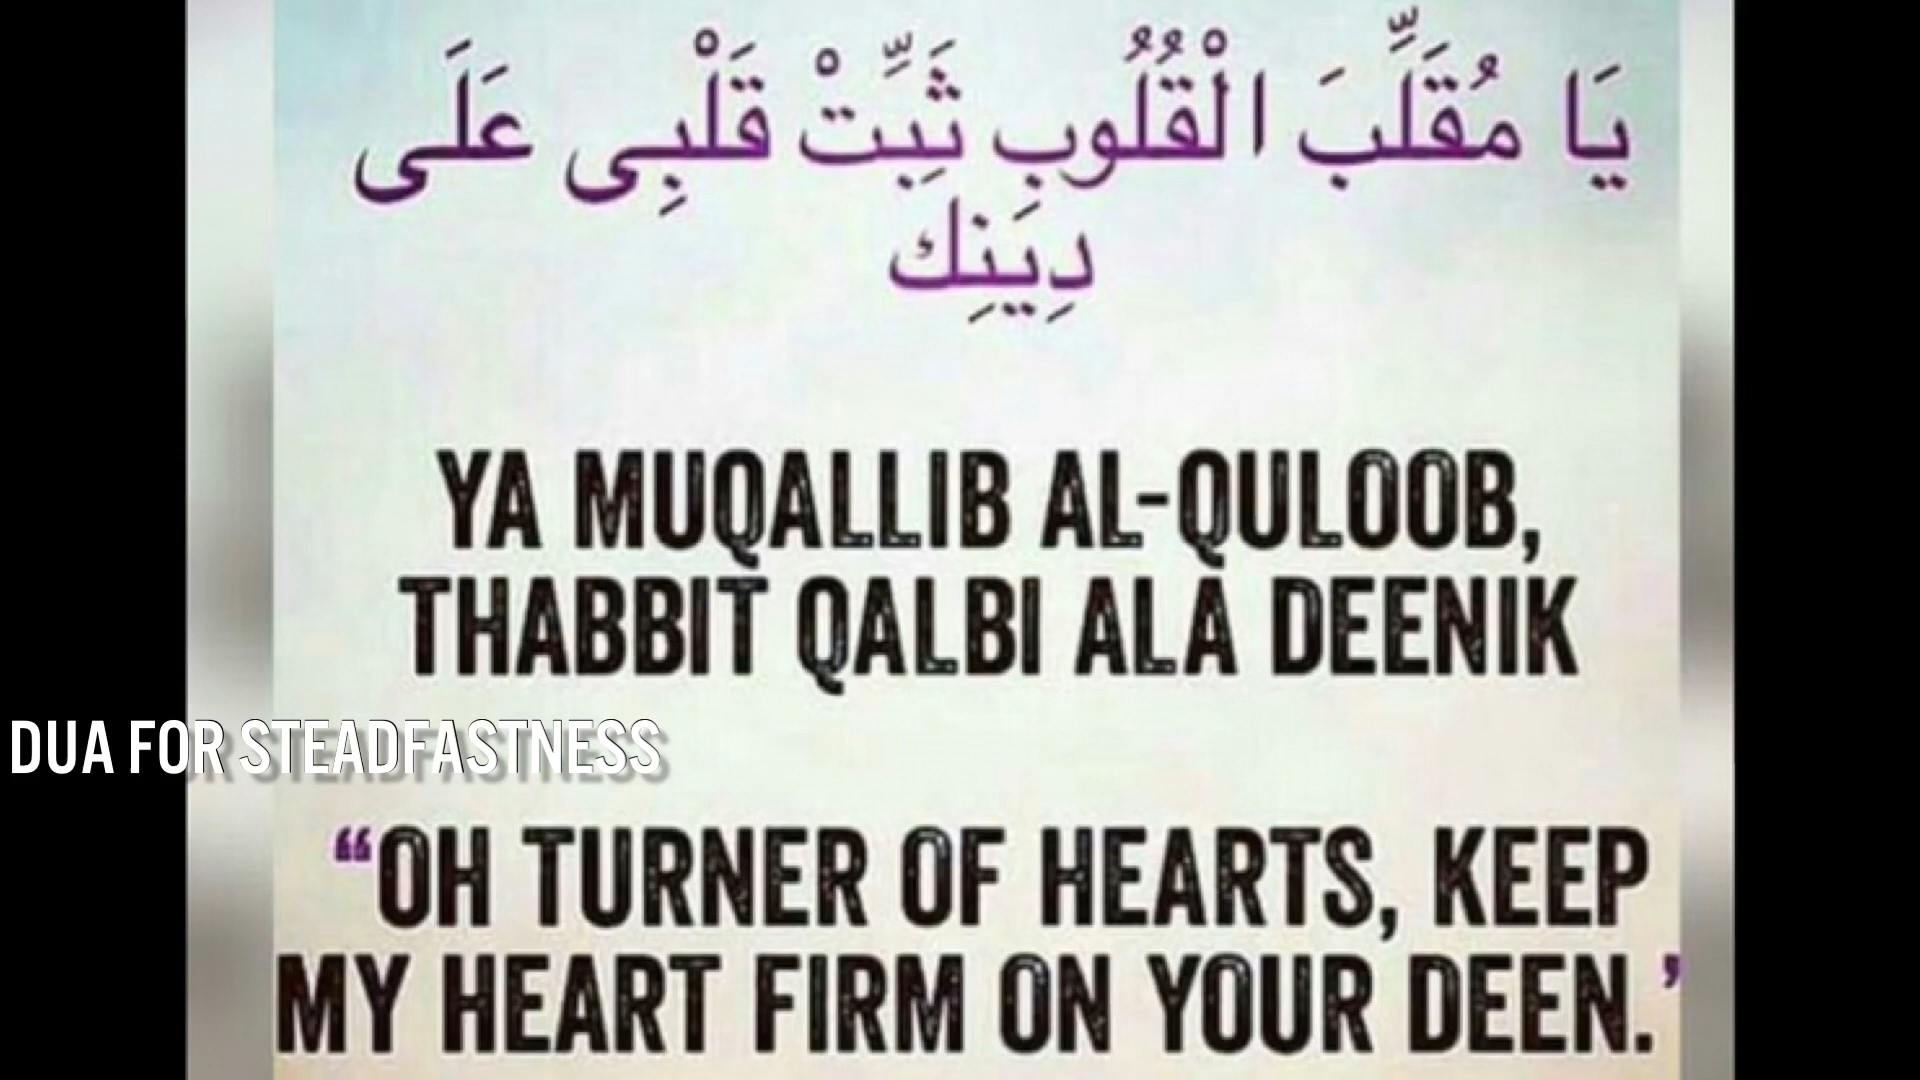 يَا مُقَلِّبَ الْقُلُوبِ ثَبِّتْ قَلْبِى عَلَى
دِيَنِك
YA MUQALLIB AL-QULOOB,
THABBIT QALBI ALA DEENIK
DUA FOR STEADFASTNESS
“OH TURNER OF HEARTS, KEEP
MY HEART FIRM ON YOUR DEEN.’